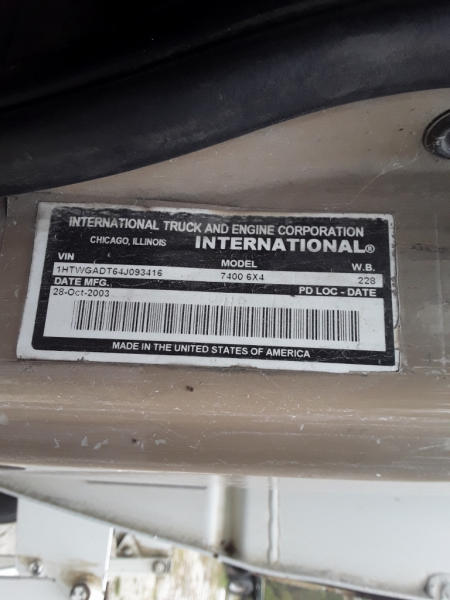 INTERNATIONAL TRUCK AND ENGINE CORPORATION
CHICAGO, ILLINOIS INTERNATIONAL®
VIN MODEL W.B.
1HTWGADT64J093416 7400 6X4 228
DATE MFG. PD LOC - DATE
28-Oct-2003
MADE IN THE UNITED STATES OF AMERICA